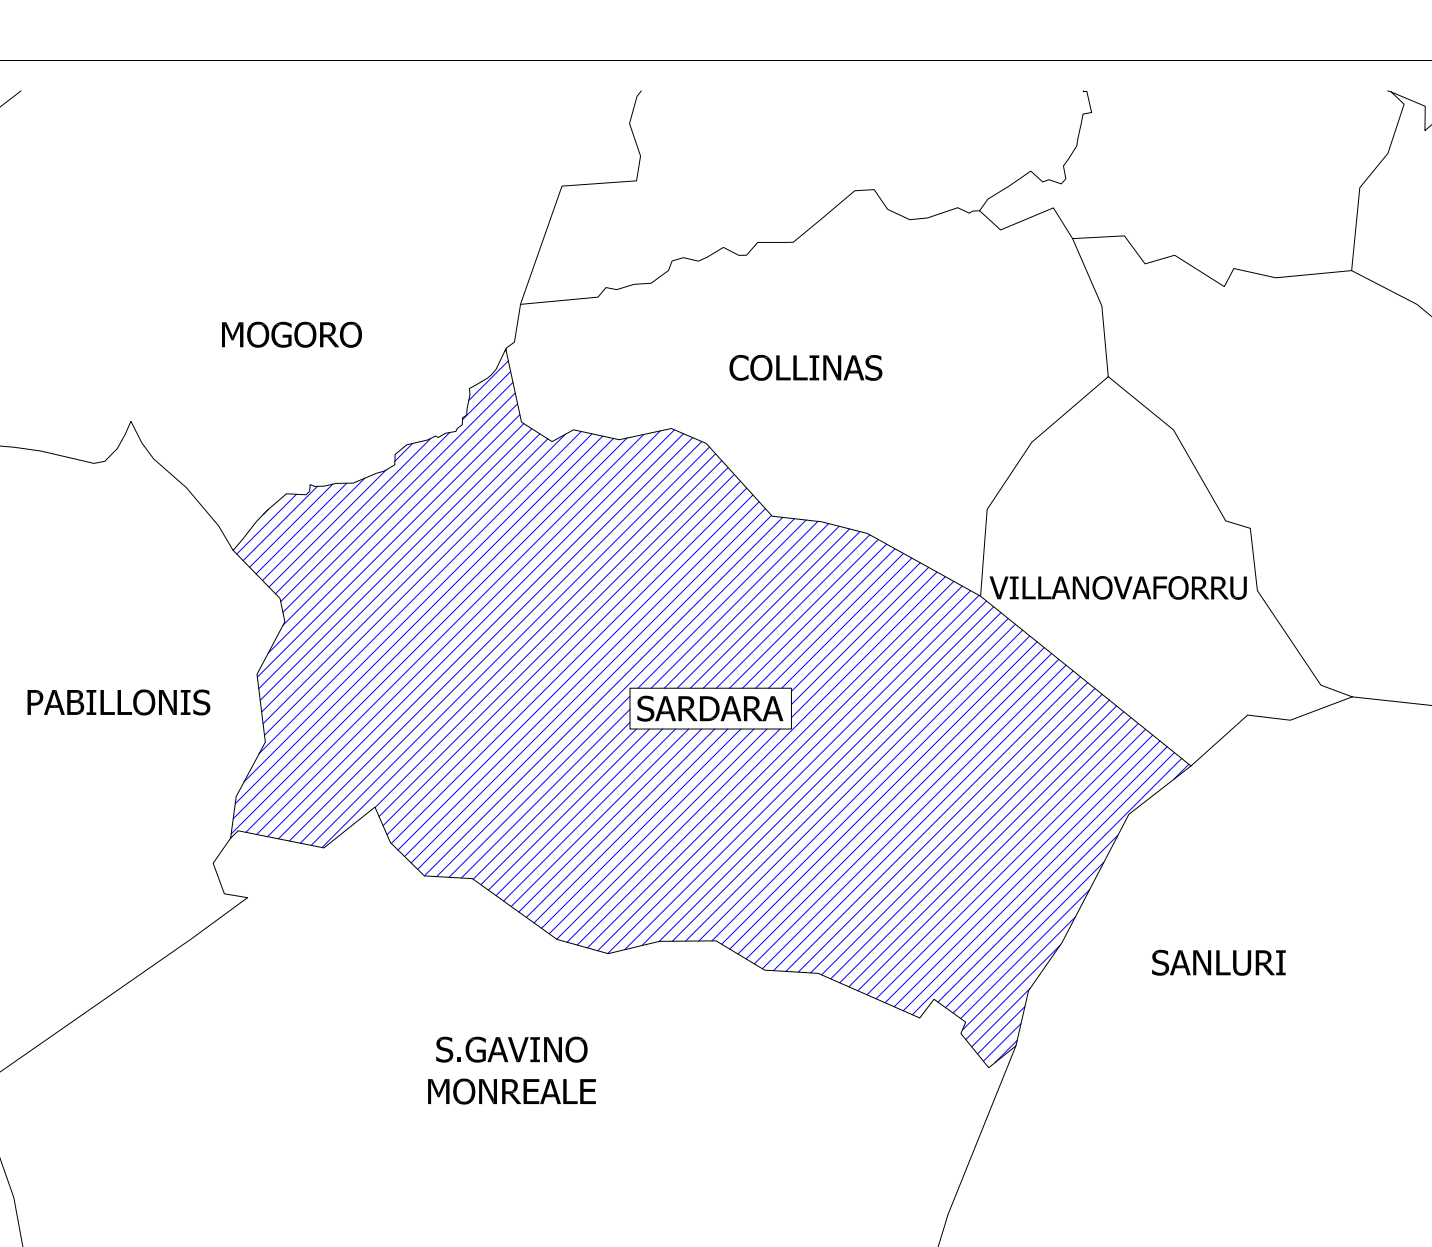 MOGORO
COLLINAS
VILLANOVAFORRU
PABILLONIS
SARDARA
SANLURI
S.GAVINO
MONREALE